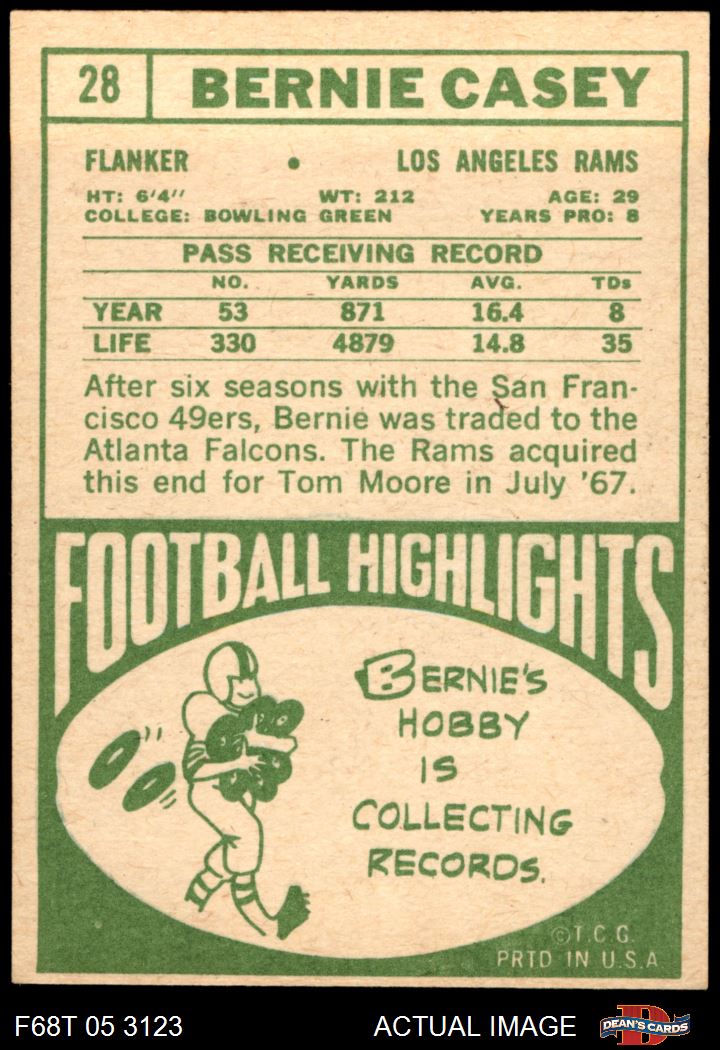 28 BERNIE CASEY
FLANKER • LOS ANGELES RAMS
HT: 6'4'' WT: 212 AGE: 29
COLLEGE: BOWLING GREEN YEARS PRO: 8
PASS RECEIVING RECORD
NO. YARDS AVG. TDs
YEAR 53 871 16.4 8
LIFE 330 4879 14.8 35
After six seasons with the San Fran-
cisco 49ers, Bernie was traded to the
Atlanta Falcons. The Rams acquired
this end for Tom Moore in July '67.
FOOTBALL HIGHLIGHTS
BERNIE'S
HOBBY
IS
COLLECTING
RECORDS.
©T.C.G.
PRTD IN U.S.A
F68T 05 3123 ACTUAL IMAGE D DEAN'S CARDS